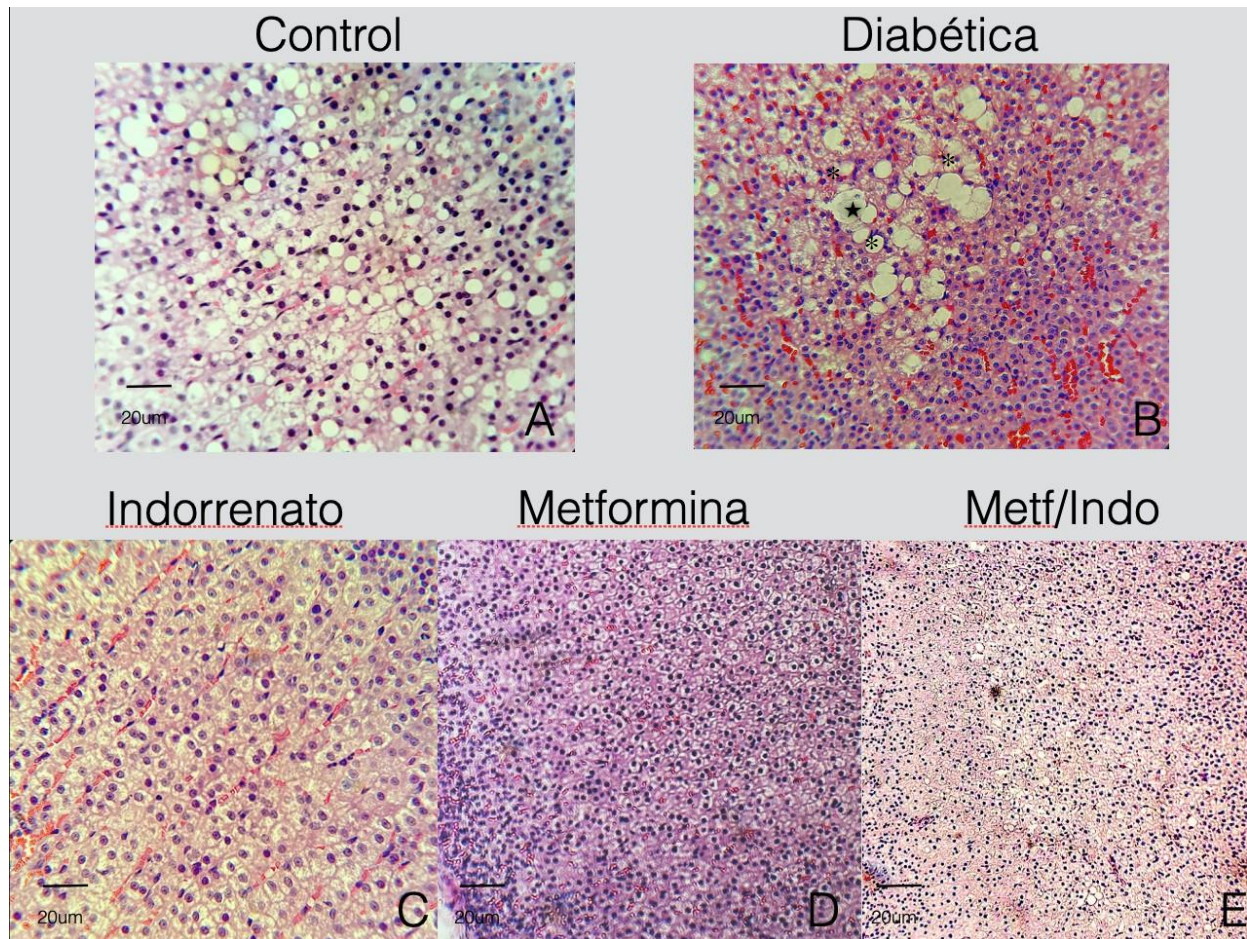 Control
Diabética
20um
A
20um
B
Indorrenato
Metformina
Metf/Indo
20um
C
20um
D
20um
E